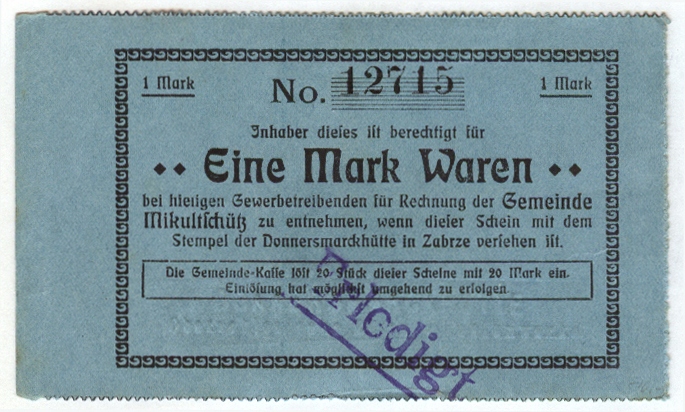 1 Mark No. 12715 1 Mark
Inhaber dieſes iſt berechtigt für
Eine Mark Waren
bei hieſigen Gewerbetreibenden für Rechnung der Gemeinde
Mikultſchütz zu entnehmen, wenn dieſer Schein mit dem
Stempel der Donnersmarckhütte in Zabrze verſehen iſt.
Die Gemeinde-Kaſſe löſt 20 Stück dieſer Scheine mit 20 Mark ein.
Einlöſung hat möglichſt umgehend zu erfolgen.
Erledigt